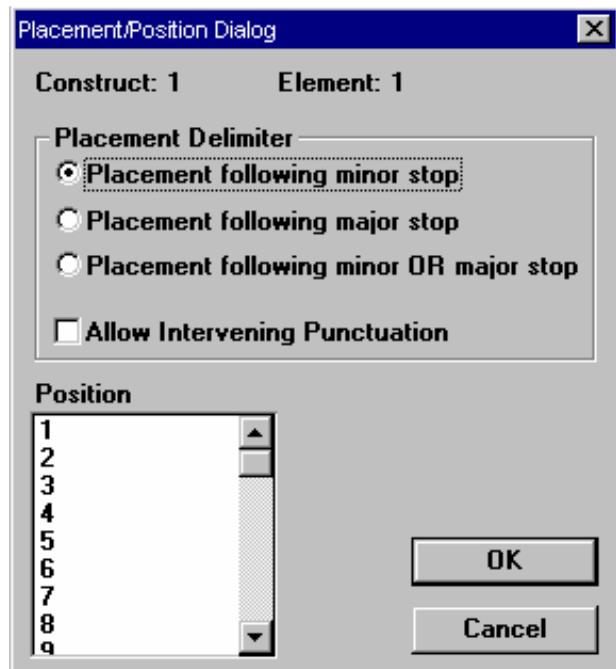 Placement/Position Dialog
Construct: 1 Element: 1
Placement Delimiter
Placement following minor stop
Placement following major stop
Placement following minor OR major stop
Allow Intervening Punctuation
Position
1
2
3
4
5
6
7
8
9
OK
Cancel